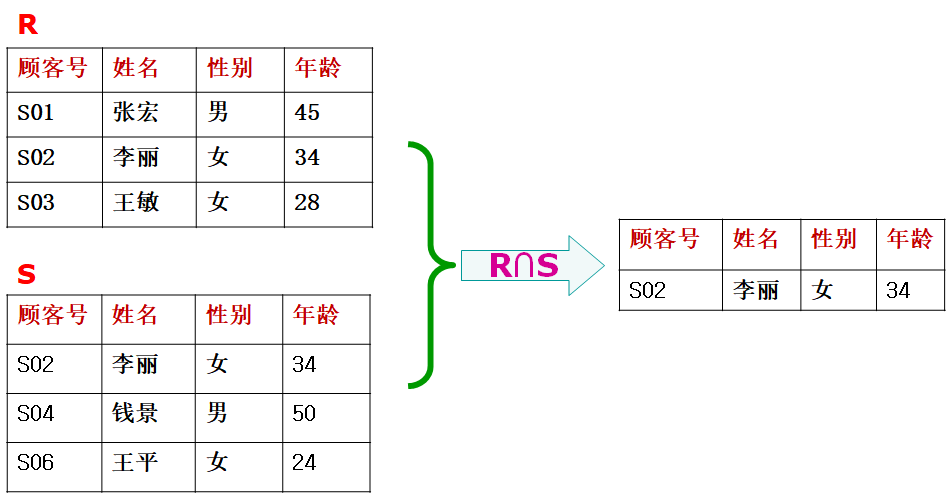 R
顾客号 姓名 性别 年龄
S01 张宏 男 45
S02 李丽 女 34
S03 王敏 女 28
S
顾客号 姓名 性别 年龄
S02 李丽 女 34
S04 钱景 男 50
S06 王平 女 24
R∩S
顾客号 姓名 性别 年龄
S02 李丽 女 34